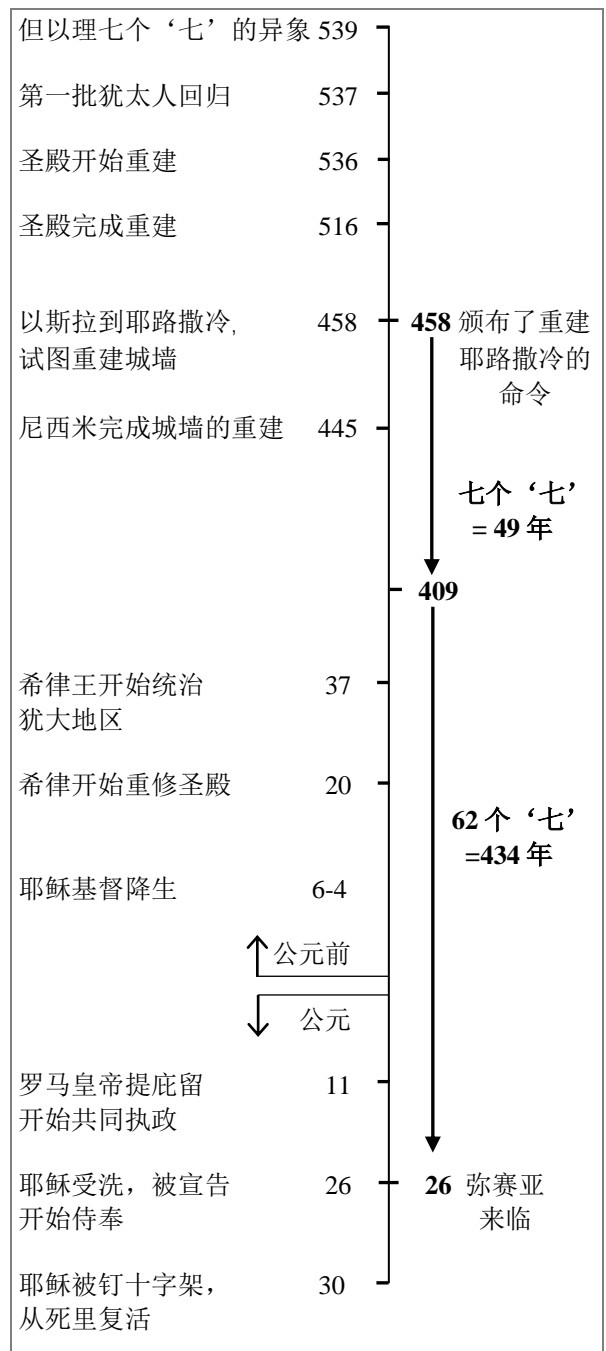 但以理七个‘七’的异象 539
第一批犹太人回归 537
圣殿开始重建 536
圣殿完成重建 516
以斯拉到耶路撒冷, 458
试图重建城墙
458 颁布了重建
耶路撒冷的
命令
尼西米完成城墙的重建 445
七个‘七’
= 49 年
409
希律王开始统治 37
犹大地区
希律开始重修圣殿 20
62 个‘七’
=434 年
耶稣基督降生 6-4
公元前
公元
罗马皇帝提庇留 11
开始共同执政
耶稣受洗，被宣告 26
开始侍奉
26 弥赛亚
来临
耶稣被钉十字架， 30
从死里复活